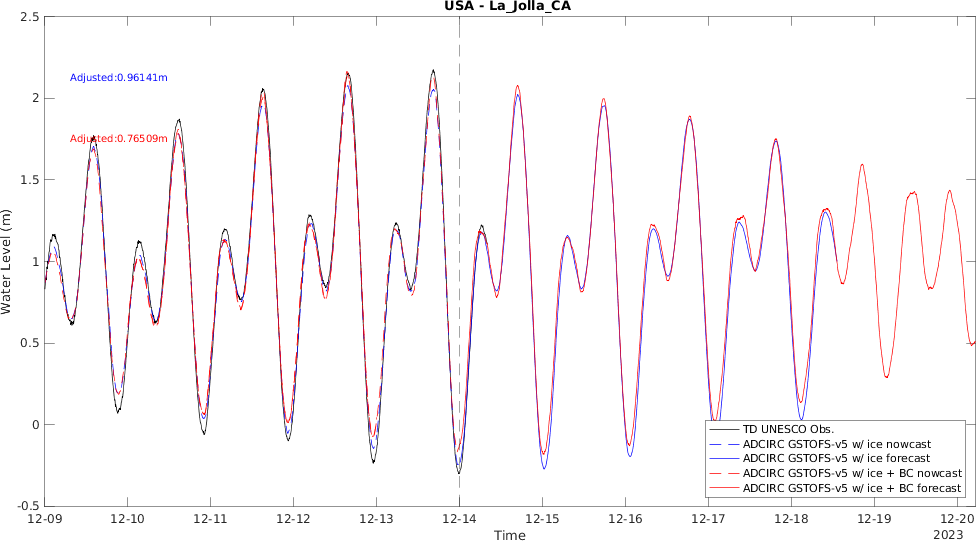 USA - La_Jolla_CA
2.5
2
1.5
1
0.5
0
-0.5
Water Level (m)
Adjusted:0.96141m
Adjusted:0.76509m
TD UNESCO Obs.
ADCIRC GSTOFS-v5 w/ ice nowcast
ADCIRC GSTOFS-v5 w/ ice forecast
ADCIRC GSTOFS-v5 w/ ice + BC nowcast
ADCIRC GSTOFS-v5 w/ ice + BC forecast
12-09 12-10 12-11 12-12 12-13 12-14 12-15 12-16 12-17 12-18 12-19 12-20
Time
2023